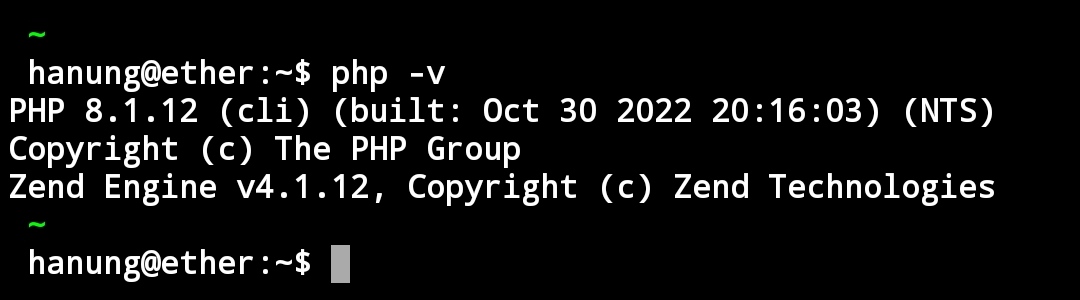 ~
hanung@ether:~$ php -v
PHP 8.1.12 (cli) (built: Oct 30 2022 20:16:03) (NTS)
Copyright (c) The PHP Group
Zend Engine v4.1.12, Copyright (c) Zend Technologies
~
hanung@ether:~$